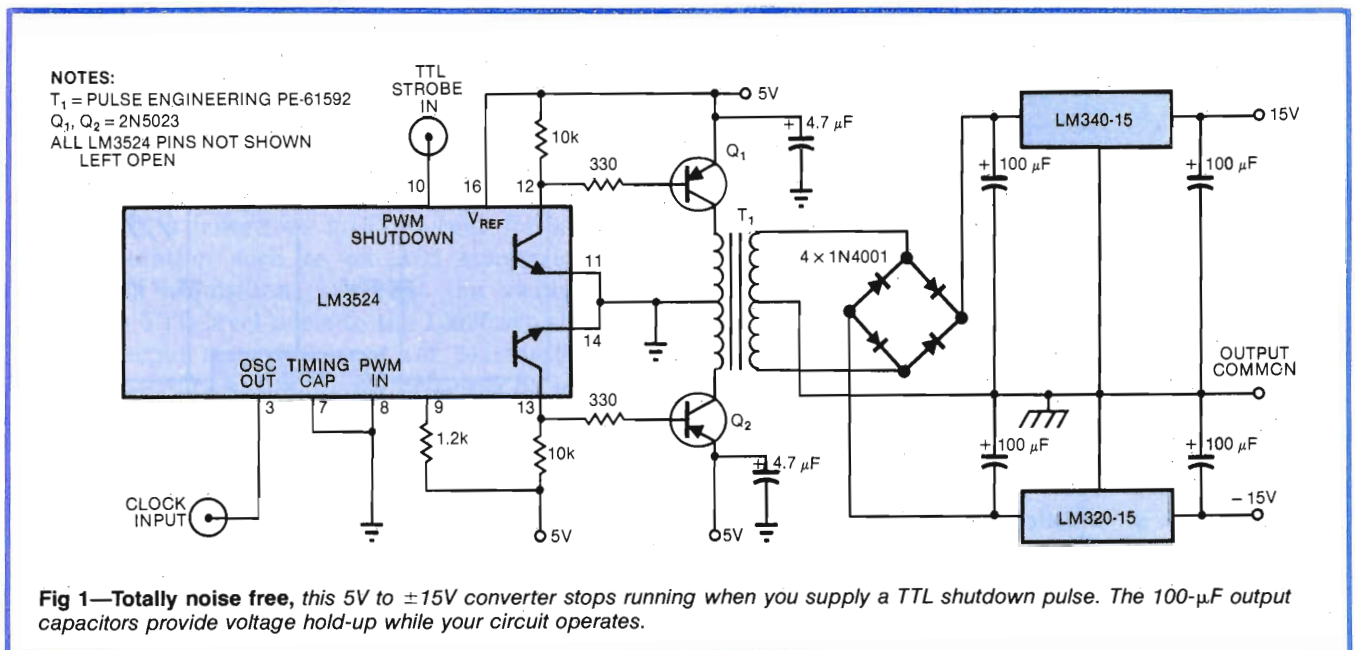 NOTES:
T₁ = PULSE ENGINEERING PE-61592
Q₁, Q₂ = 2N5023
ALL LM3524 PINS NOT SHOWN
LEFT OPEN
TTL
STROBE
IN
10
16
12
10k
330
Q₁
5V
+ 4.7 μF
PWM
SHUTDOWN
VREF
LM3524
11
14
T₁
4 × 1N4001
LM340-15
15V
+ 100 μF
+ 100 μF
OUTPUT
COMMCN
OSC
OUT
TIMING
CAP
PWM
IN
3
7
8
9
13
1.2k
330
10k
Q₂
+ 4.7 μF
+ 100 μF
+ 100 μF
CLOCK
INPUT
5V
5V
LM320-15
− 15V
Fig 1—Totally noise free, this 5V to ±15V converter stops running when you supply a TTL shutdown pulse. The 100-μF output
capacitors provide voltage hold-up while your circuit operates.